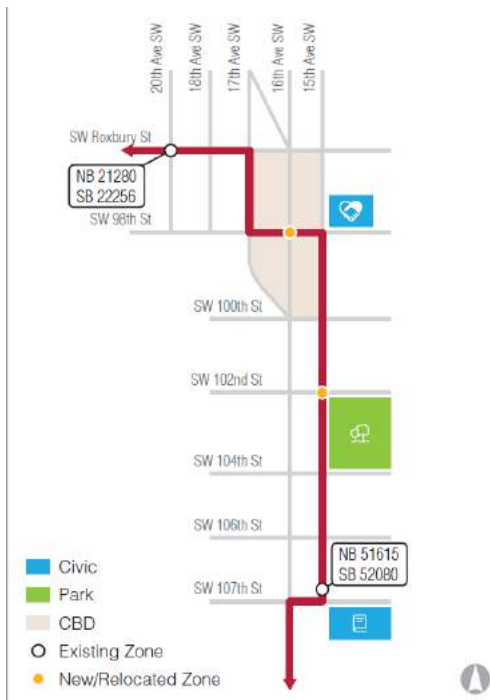 20th Ave SW
18th Ave SW
17th Ave SW
16th Ave SW
15th Ave SW
SW Roxbury St
NB 21280
SB 22256
SW 98th St
SW 100th St
SW 102nd St
SW 104th St
SW 106th St
NB 51615
SB 52080
SW 107th St
Civic
Park
CBD
Existing Zone
New/Relocated Zone